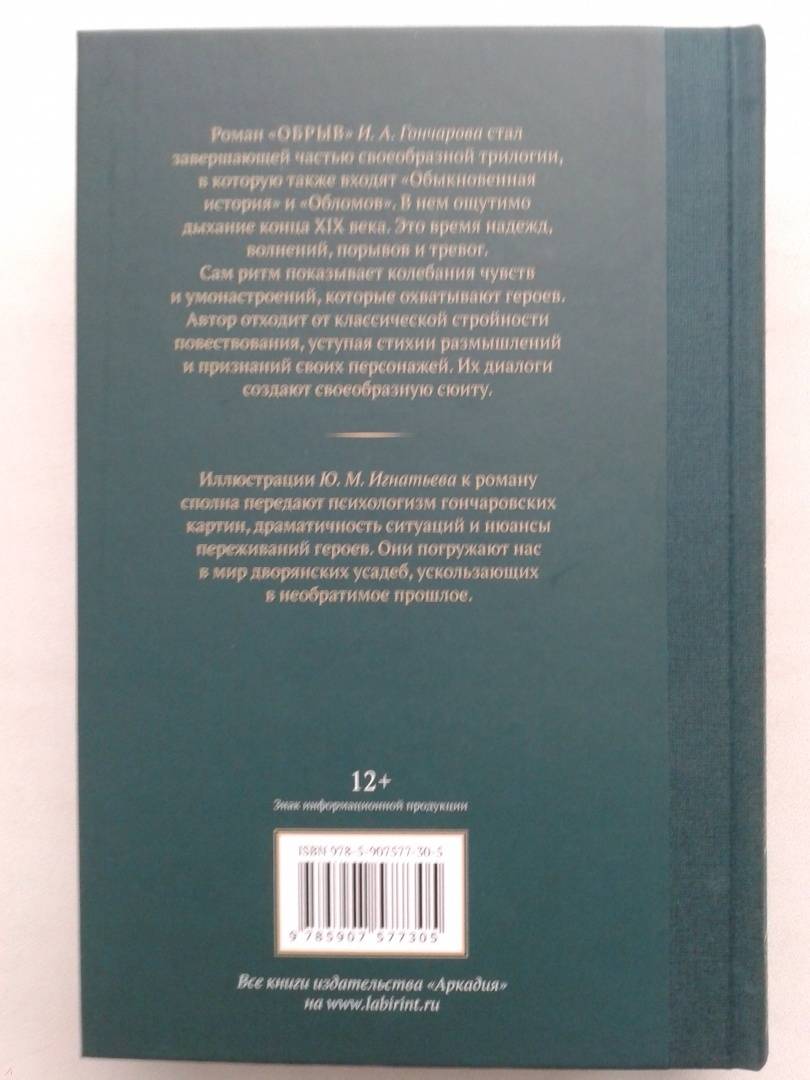 Роман «ОБРЫВ» И. А. Гончарова стал
завершающей частью своеобразной трилогии,
в которую также входят «Обыкновенная
история» и «Обломов». В нем ощутимо
дыхание конца XIX века. Это время надежд,
волнений, порывов и тревог.
Сам ритм показывает колебания чувств
и умонастроений, которые охватывают героев.
Автор отходит от классической стройности
повествования, уступая стихии размышлений
и признаний своих персонажей. Их диалоги
создают своеобразную сюиту.
Иллюстрации Ю. М. Игнатьева к роману
сполна передают психологизм гончаровских
картин, драматичность ситуаций и нюансы
переживаний героев. Они погружают нас
в мир дворянских усадеб, ускользающих
в необратимое прошлое.
12+
Знак информационной продукции
ISBN 978-5-907577-30-5
9 785907 577305
Все книги издательства «Аркадия»
на www.labirint.ru